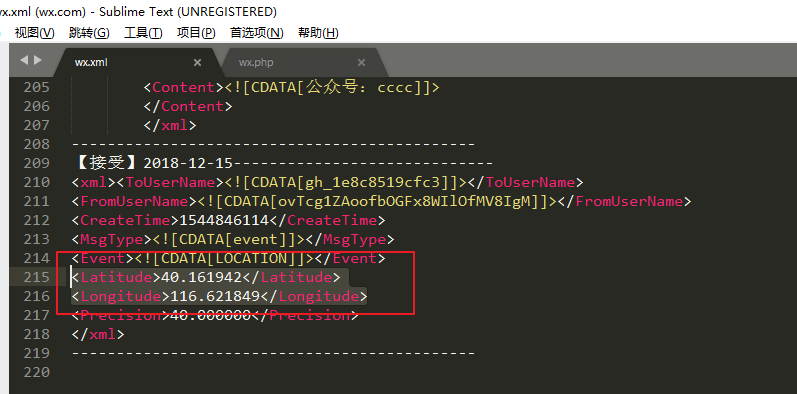 wx.xml (wx.com) - Sublime Text (UNREGISTERED)
视图(V) 跳转(G) 工具(T) 项目(P) 首选项(N) 帮助(H)
wx.xml × wx.php ×
205 <Content><![CDATA[公众号：cccc]]>
206 </Content>
207 </xml>
208 ---------------------------------------------
209 【接受】2018-12-15-----------------------------
210 <xml><ToUserName><![CDATA[gh_1e8c8519cfc3]]></ToUserName>
211 <FromUserName><![CDATA[ovTcg1ZAoofbOGFx8WIlOfMV8IgM]]></FromUserName>
212 <CreateTime>1544846114</CreateTime>
213 <MsgType><![CDATA[event]]></MsgType>
214 <Event><![CDATA[LOCATION]]></Event>
215 <Latitude>40.161942</Latitude>
216 <Longitude>116.621849</Longitude>
217 <Precision>40.000000</Precision>
218 </xml>
219 ---------------------------------------------
220